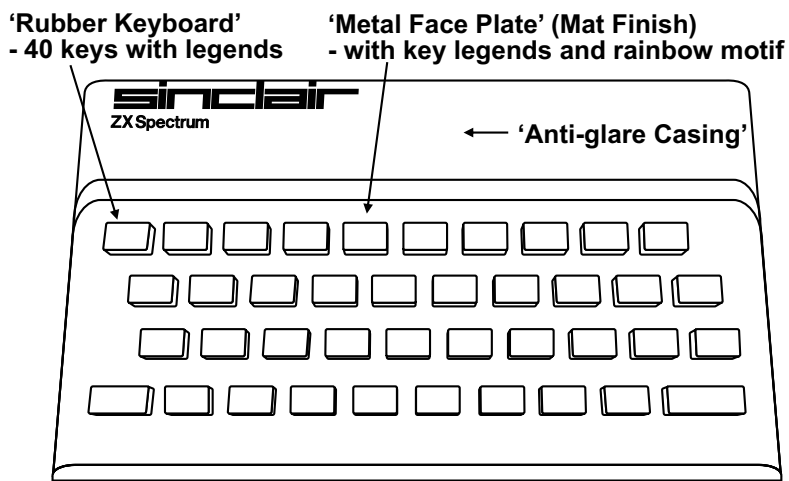 ‘Rubber Keyboard’
- 40 keys with legends
‘Metal Face Plate’ (Mat Finish)
- with key legends and rainbow motif
sinclair
ZX Spectrum
‘Anti-glare Casing’